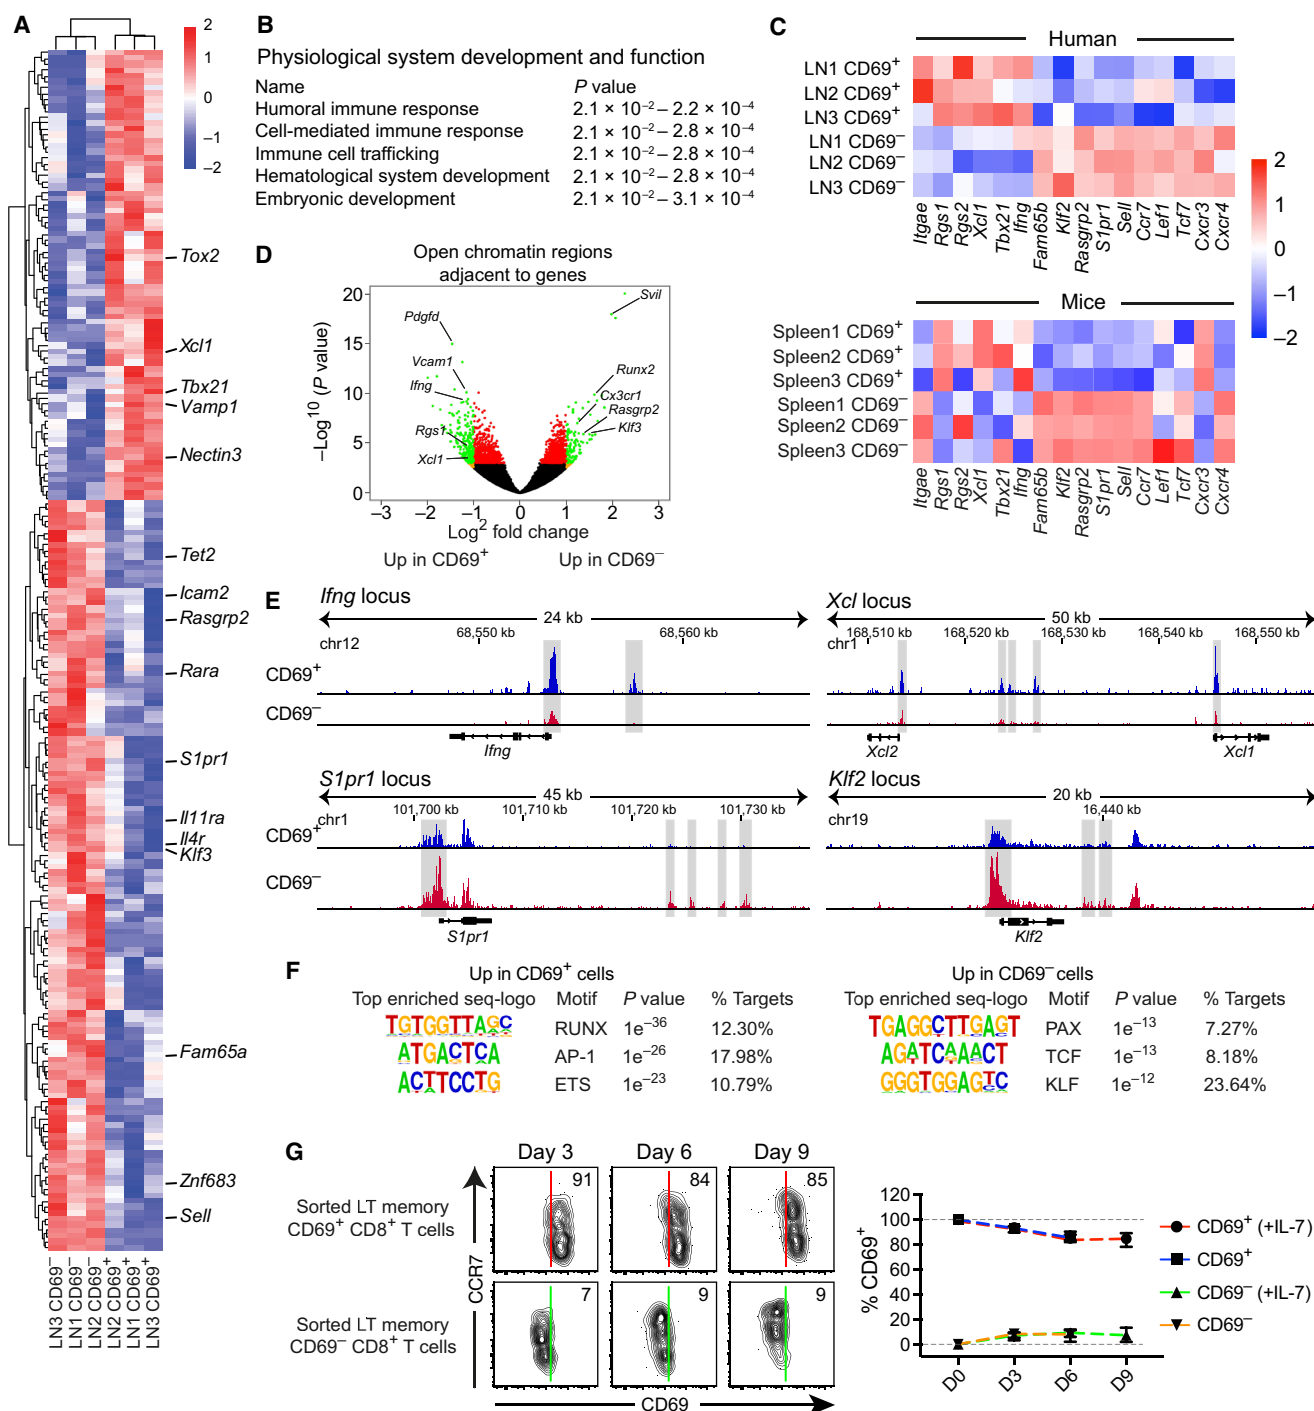 A
2
1
0
−1
−2
Tox2
Xcl1
Tbx21
Vamp1
Nectin3
Tet2
Icam2
Rasgrp2
Rara
S1pr1
Il11ra
Il4r
Klf3
Fam65a
Znf683
Sell
LN3 CD69−
LN1 CD69−
LN2 CD69−
LN2 CD69+
LN1 CD69+
LN3 CD69+
B
Physiological system development and function
Name P value
Humoral immune response 2.1 × 10−2 – 2.2 × 10−4
Cell-mediated immune response 2.1 × 10−2 – 2.8 × 10−4
Immune cell trafficking 2.1 × 10−2 – 2.8 × 10−4
Hematological system development 2.1 × 10−2 – 2.8 × 10−4
Embryonic development 2.1 × 10−2 – 3.1 × 10−4
C
Human
LN1 CD69+
LN2 CD69+
LN3 CD69+
LN1 CD69−
LN2 CD69−
LN3 CD69−
Itgae Rgs1 Rgs2 Xcl1 Tbx21 Ifng Fam65b Klf2 Rasgrp2 S1pr1 Sell Ccr7 Lef1 Tcf7 Cxcr3 Cxcr4
2
1
0
−1
−2
Mice
Spleen1 CD69+
Spleen2 CD69+
Spleen3 CD69+
Spleen1 CD69−
Spleen2 CD69−
Spleen3 CD69−
Itgae Rgs1 Rgs2 Xcl1 Tbx21 Ifng Fam65b Klf2 Rasgrp2 S1pr1 Sell Ccr7 Lef1 Tcf7 Cxcr3 Cxcr4
D
Open chromatin regions
adjacent to genes
−Log10 (P value)
20
15
10
5
0
Pdgfd
Vcam1
Ifng
Rgs1
Xcl1
Svil
Runx2
Cx3cr1
Rasgrp2
Klf3
−3 −2 −1 0 1 2 3
Log2 fold change
Up in CD69+ Up in CD69−
E
Ifng locus
24 kb
chr12 68,550 kb 68,560 kb
CD69+
CD69−
Ifng
Xcl locus
50 kb
168,510 kb 168,520 kb 168,530 kb 168,540 kb 168,550 kb
chr1
Xcl2 Xcl1
S1pr1 locus
45 kb
101,700 kb 101,710 kb 101,720 kb 101,730 kb
chr1
CD69+
CD69−
S1pr1
Klf2 locus
20 kb
16,440 kb
chr19
Klf2
F
Up in CD69+ cells
Top enriched seq-logo Motif P value % Targets
TGTGGTTAGC RUNX 1e−36 12.30%
ATGACTCA AP-1 1e−26 17.98%
ACTTCCTG ETS 1e−23 10.79%
Up in CD69− cells
Top enriched seq-logo Motif P value % Targets
TGAGGCTTGAGT PAX 1e−13 7.27%
AGATCAAACT TCF 1e−13 8.18%
GGGTGGAGTC KLF 1e−12 23.64%
G
Day 3 Day 6 Day 9
Sorted LT memory
CD69+ CD8+ T cells
91 84 85
Sorted LT memory
CD69− CD8+ T cells
7 9 9
CCR7
CD69
% CD69+
120
100
80
60
40
20
0
D0 D3 D6 D9
CD69+ (+IL-7)
CD69+
CD69− (+IL-7)
CD69−